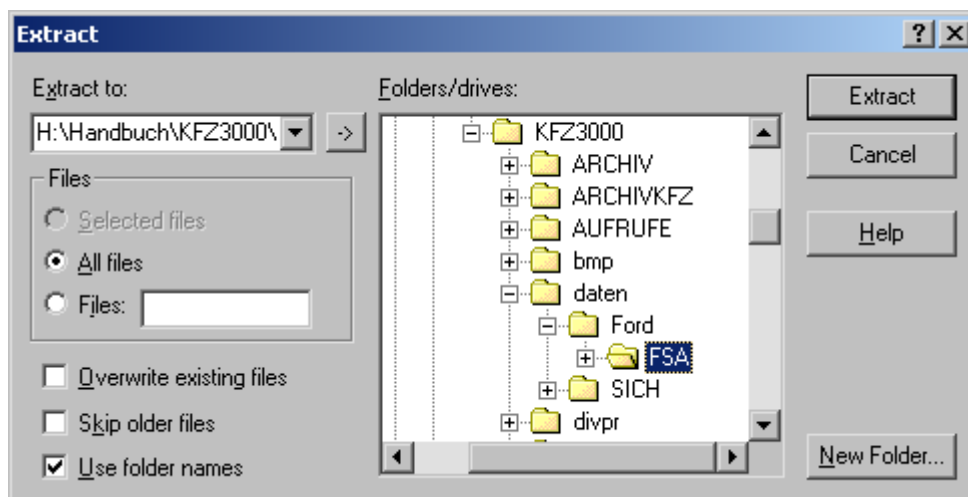 Extract
Extract to:
H:\Handbuch\KFZ3000\
->
Files
Selected files
All files
Files:
Overwrite existing files
Skip older files
Use folder names
Folders/drives:
KFZ3000
ARCHIV
ARCHIVKFZ
AUFRUFE
bmp
daten
Ford
FSA
SICH
divpr
Extract
Cancel
Help
New Folder...